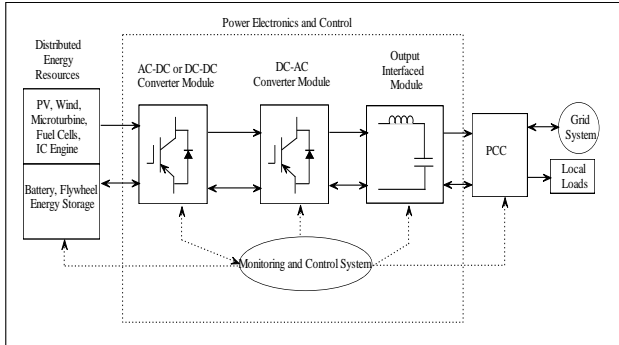 Power Electronics and Control
Distributed
Energy
Resources
AC-DC or DC-DC
Converter Module
DC-AC
Converter Module
Output
Interfaced
Module
PV, Wind,
Microturbine,
Fuel Cells,
IC Engine
Battery, Flywheel
Energy Storage
PCC
Grid
System
Local
Loads
Monitoring and Control System